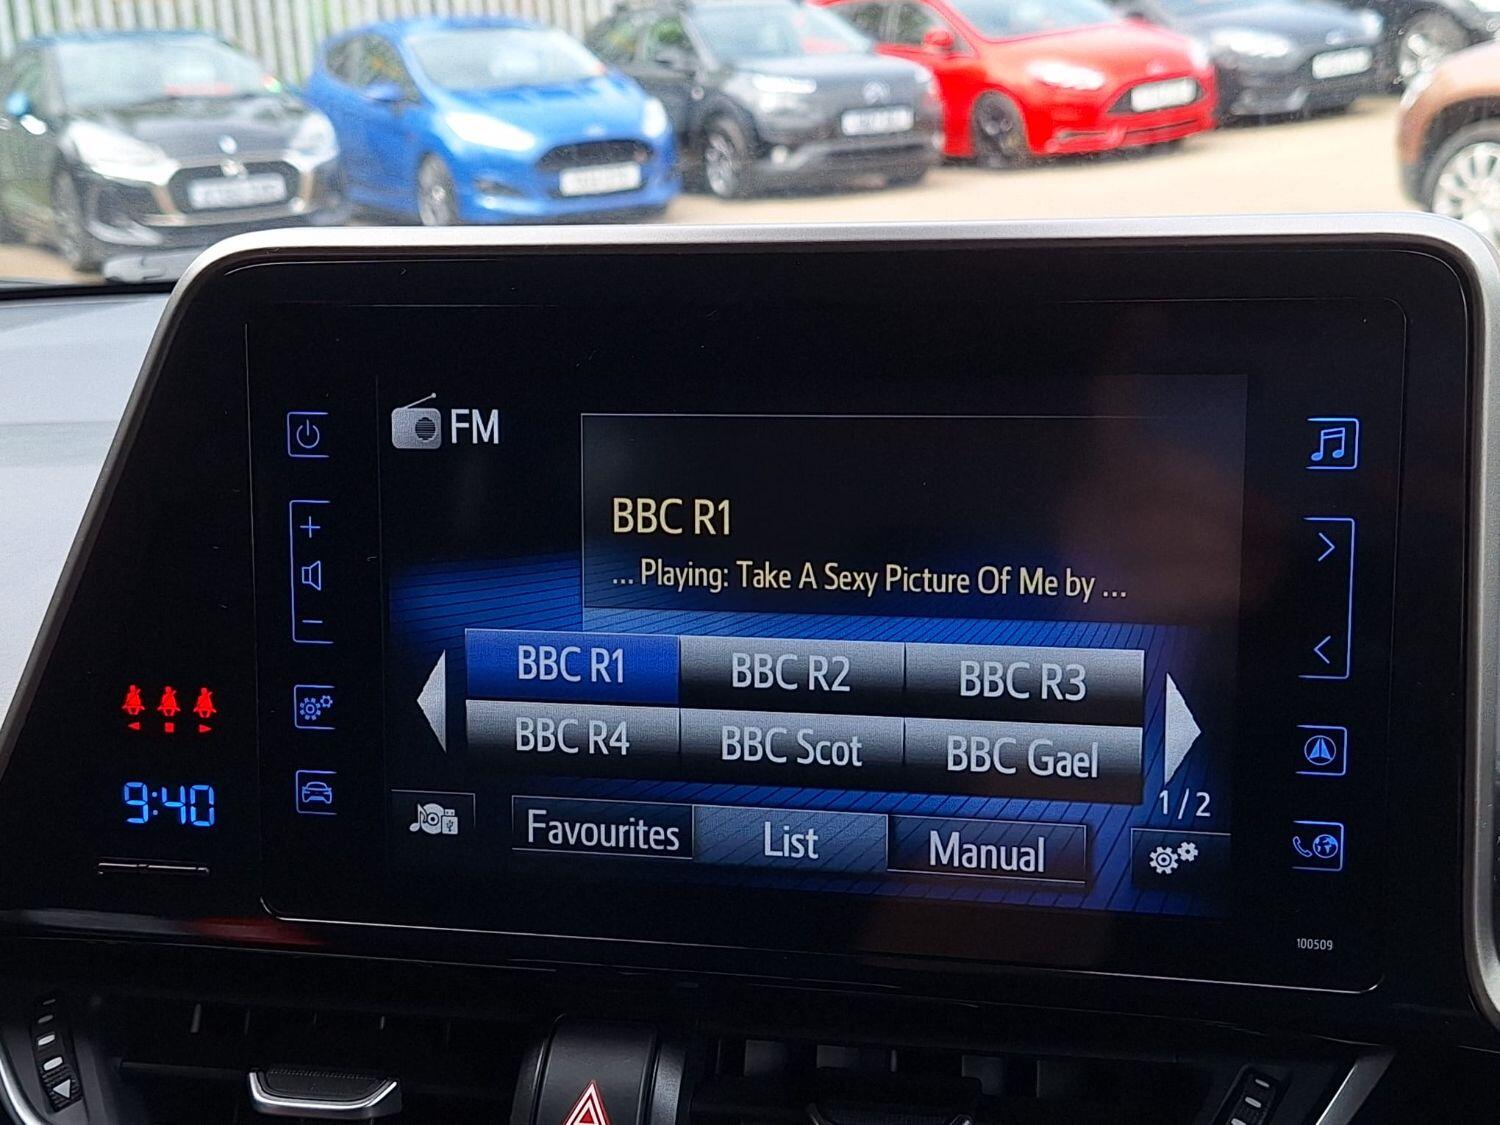 FM
BBC R1
... Playing: Take A Sexy Picture Of Me by ...
BBC R1 BBC R2 BBC R3
BBC R4 BBC Scot BBC Gael
1 / 2
Favourites List Manual
9:40
100509